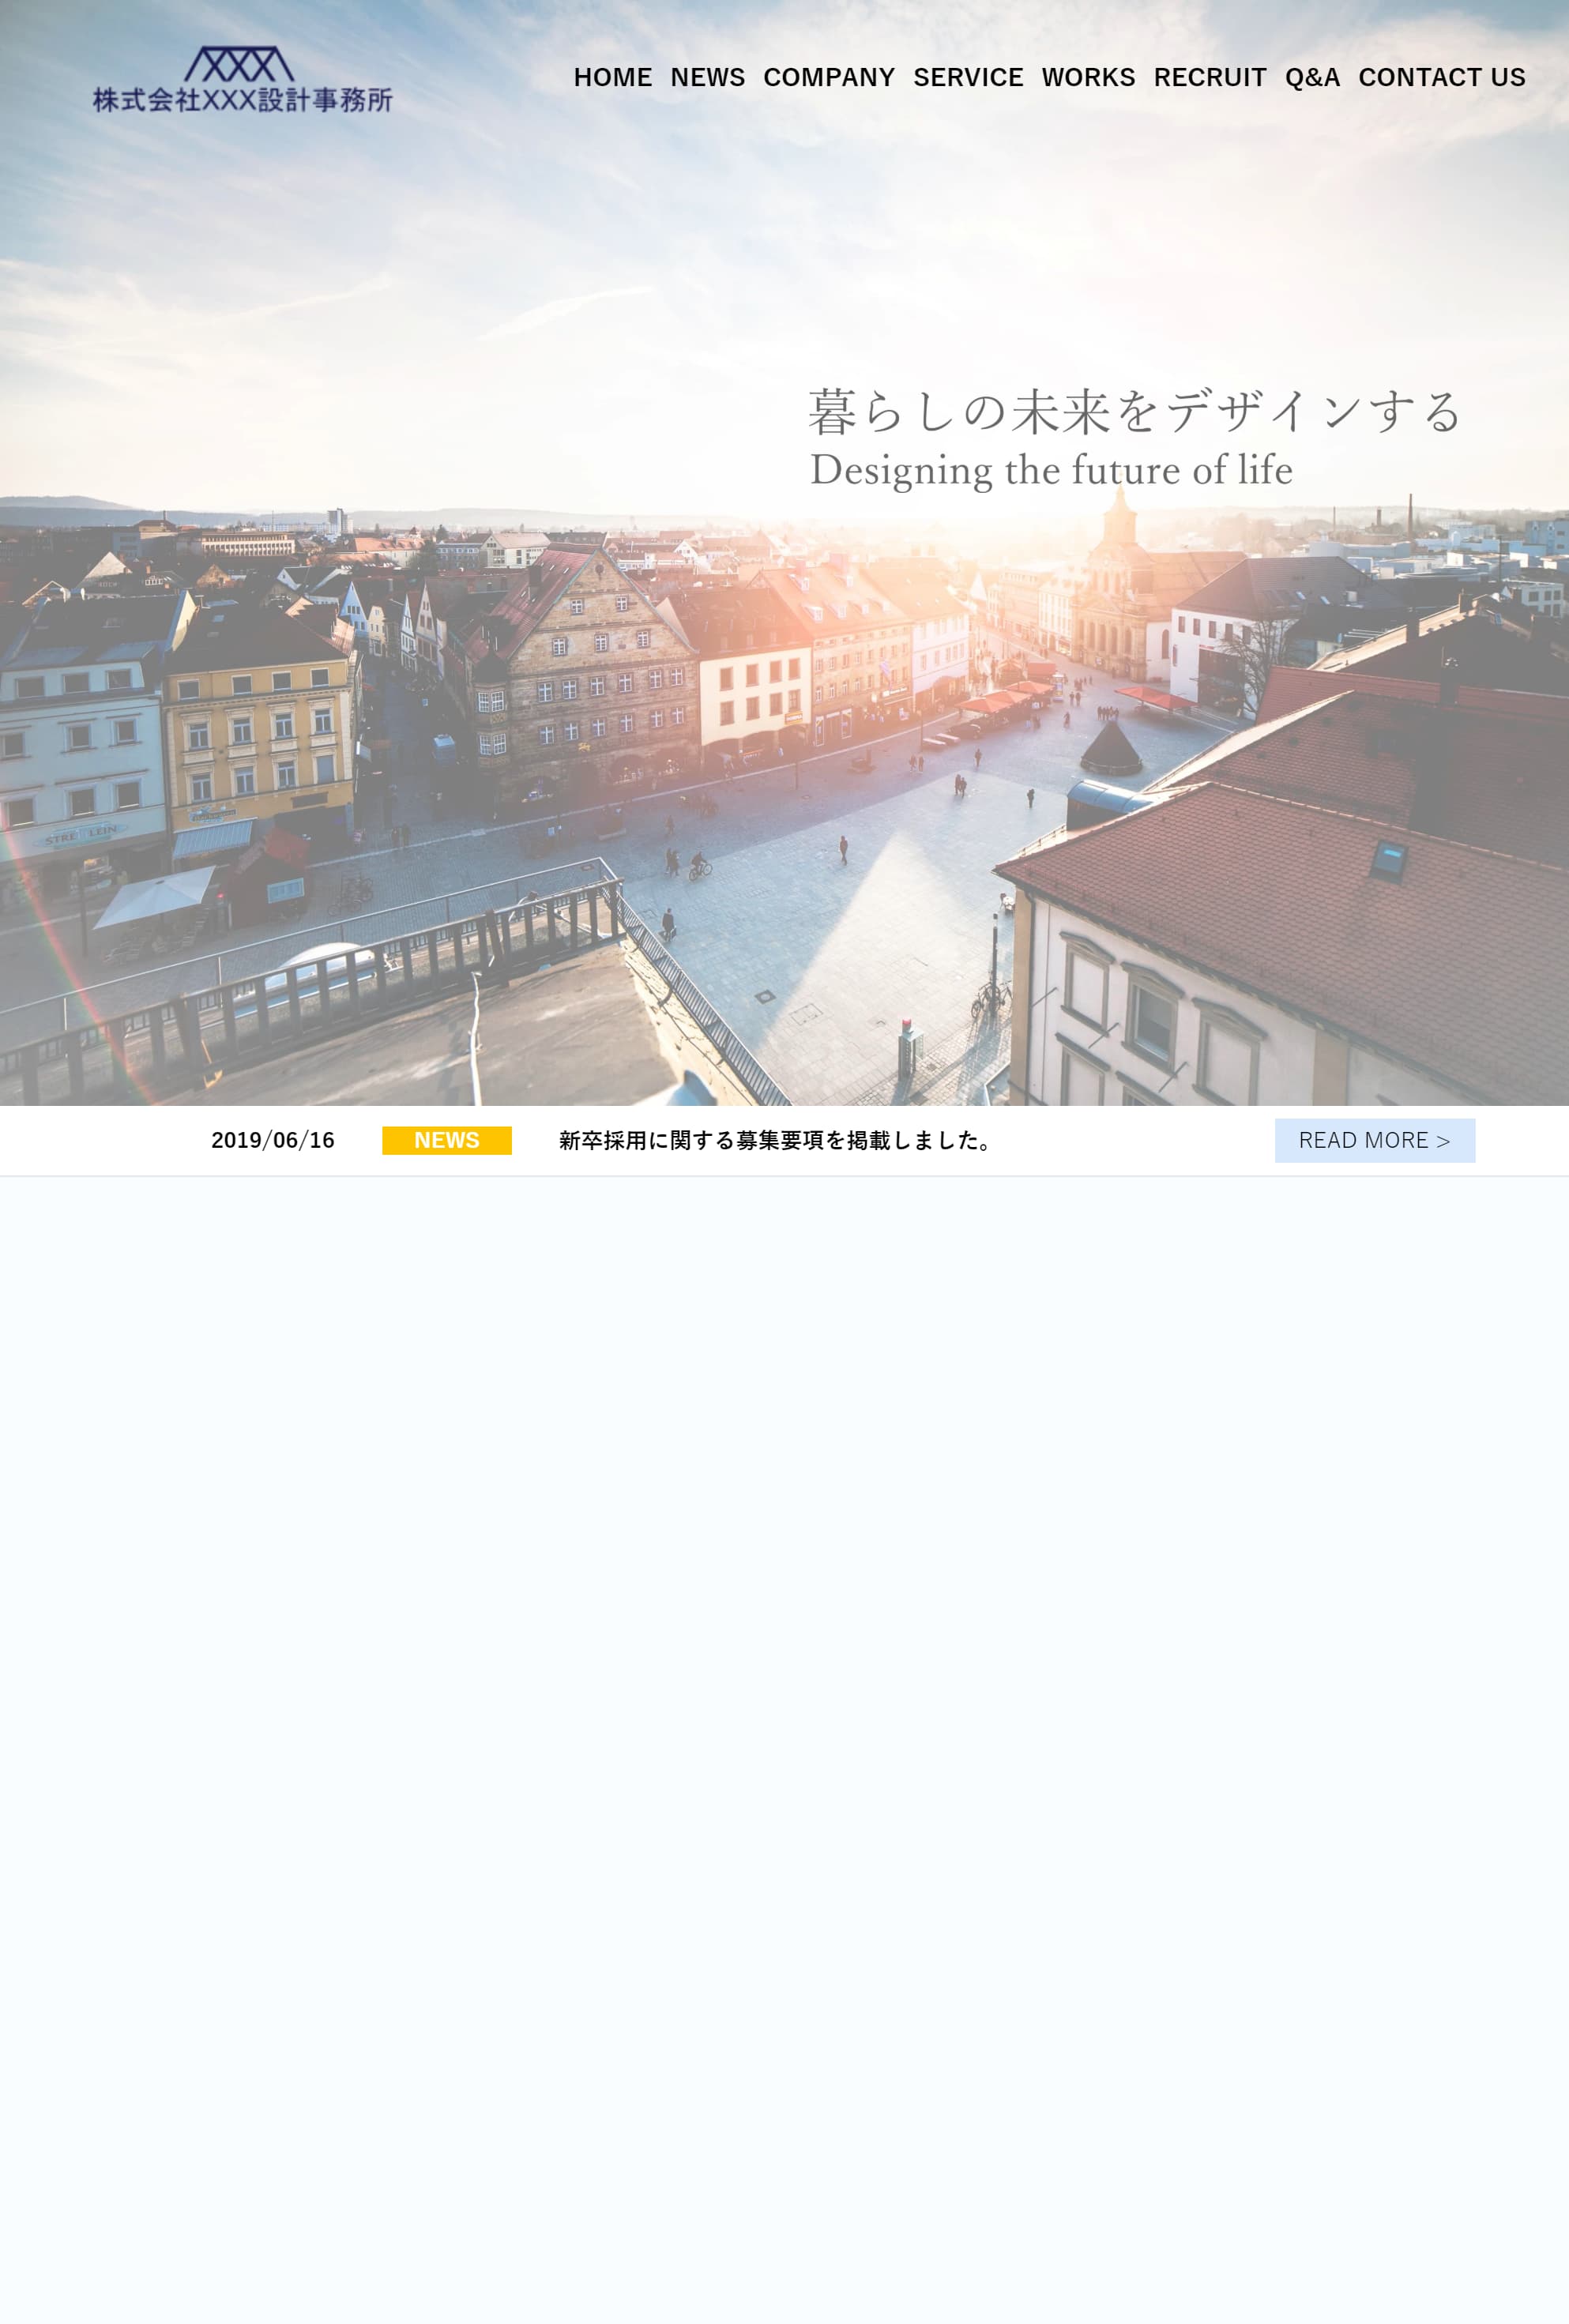 XXX
株式会社XXX設計事務所
HOME NEWS COMPANY SERVICE WORKS RECRUIT Q&A CONTACT US
暮らしの未来をデザインする
Designing the future of life
2019/06/16 NEWS 新卒採用に関する募集要項を掲載しました。 READ MORE >